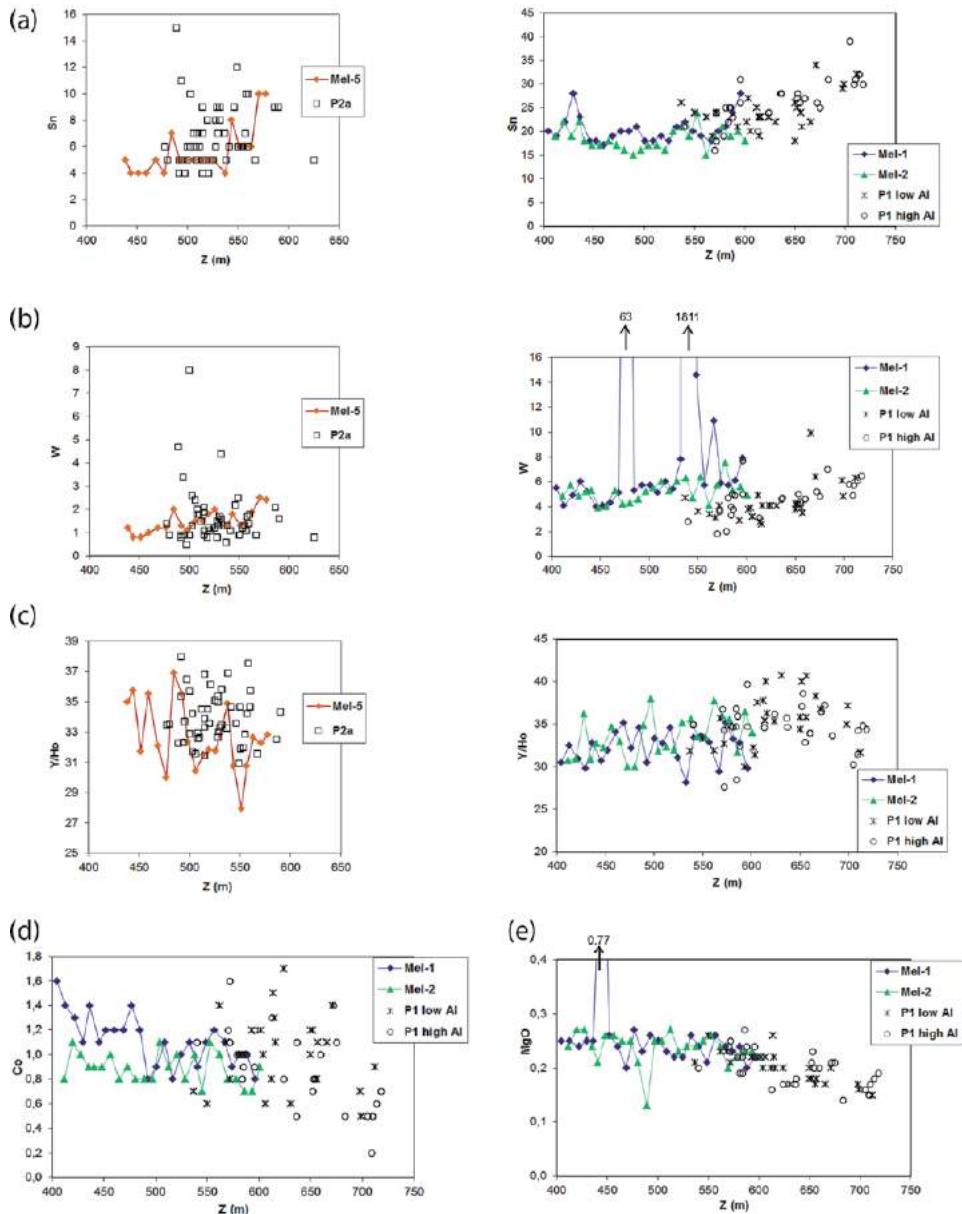 (a)
16
14
12
10
8
6
4
2
0
Sn
400 450 500 550 600 650
Z (m)
Mel-5
P2a
45
40
35
30
25
20
15
10
5
0
Sn
400 450 500 550 600 650 700 750
Z (m)
Mel-1
Mel-2
P1 low Al
P1 high Al
(b)
9
8
7
6
5
4
3
2
1
0
W
400 450 500 550 600 650
Z (m)
Mel-5
P2a
63 1811
16
14
12
10
8
6
4
2
0
W
400 450 500 550 600 650 700 750
Z (m)
Mel-1
Mel-2
P1 low Al
P1 high Al
(c)
39
37
35
33
31
29
27
25
Y/Ho
400 450 500 550 600 650
Z (m)
Mel-5
P2a
45
40
35
30
25
20
Y/Ho
400 450 500 550 600 650 700 750
Z (m)
Mel-1
Mel-2
P1 low Al
P1 high Al
(d)
1,8
1,6
1,4
1,2
1,0
0,8
0,6
0,4
0,2
0,0
Co
400 450 500 550 600 650 700 750
Z (m)
Mel-1
Mel-2
P1 low Al
P1 high Al
(e)
0,77
0,4
0,3
0,2
0,1
0,0
MgO
400 450 500 550 600 650 700 750
Z (m)
Mel-1
Mel-2
P1 low Al
P1 high Al